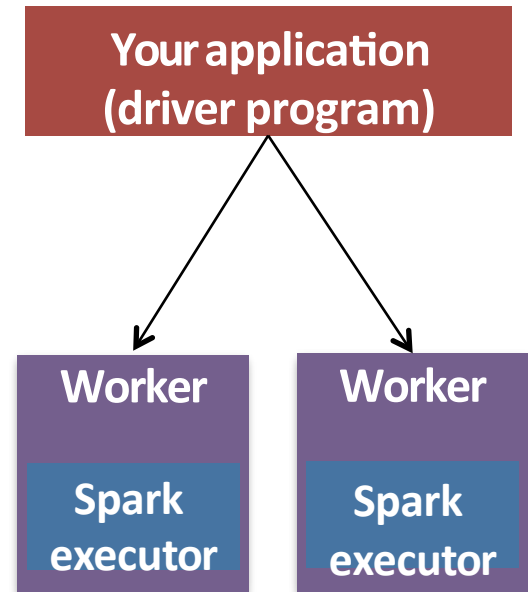 Your application
(driver program)
Worker
Spark
executor
Worker
Spark
executor